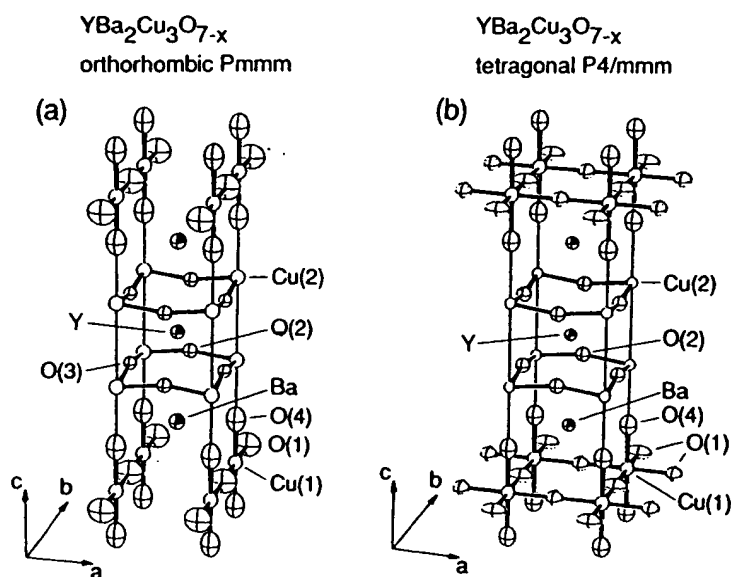 YBa2Cu3O7-x
orthorhombic Pmmm
(a)
Cu(2)
Y
O(2)
O(3)
Ba
O(4)
O(1)
Cu(1)
c
b
a
YBa2Cu3O7-x
tetragonal P4/mmm
(b)
Cu(2)
Y
O(2)
Ba
O(4)
O(1)
Cu(1)
c
b
a